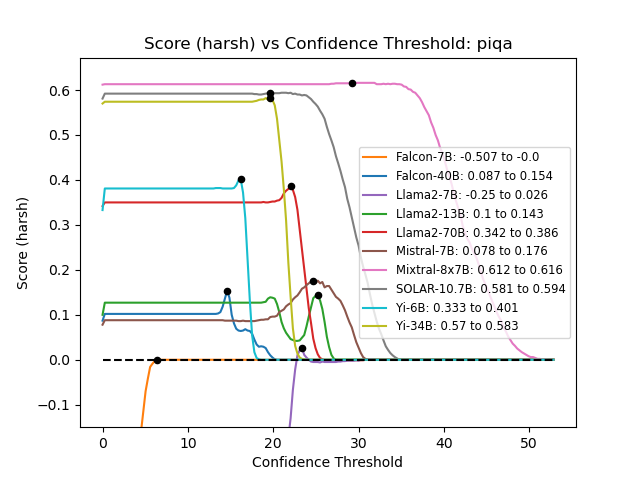 Score (harsh) vs Confidence Threshold: piqa
Score (harsh)
0.6
0.5
0.4
0.3
0.2
0.1
0.0
−0.1
Falcon-7B: -0.507 to -0.0
Falcon-40B: 0.087 to 0.154
Llama2-7B: -0.25 to 0.026
Llama2-13B: 0.1 to 0.143
Llama2-70B: 0.342 to 0.386
Mistral-7B: 0.078 to 0.176
Mixtral-8x7B: 0.612 to 0.616
SOLAR-10.7B: 0.581 to 0.594
Yi-6B: 0.333 to 0.401
Yi-34B: 0.57 to 0.583
0 10 20 30 40 50
Confidence Threshold